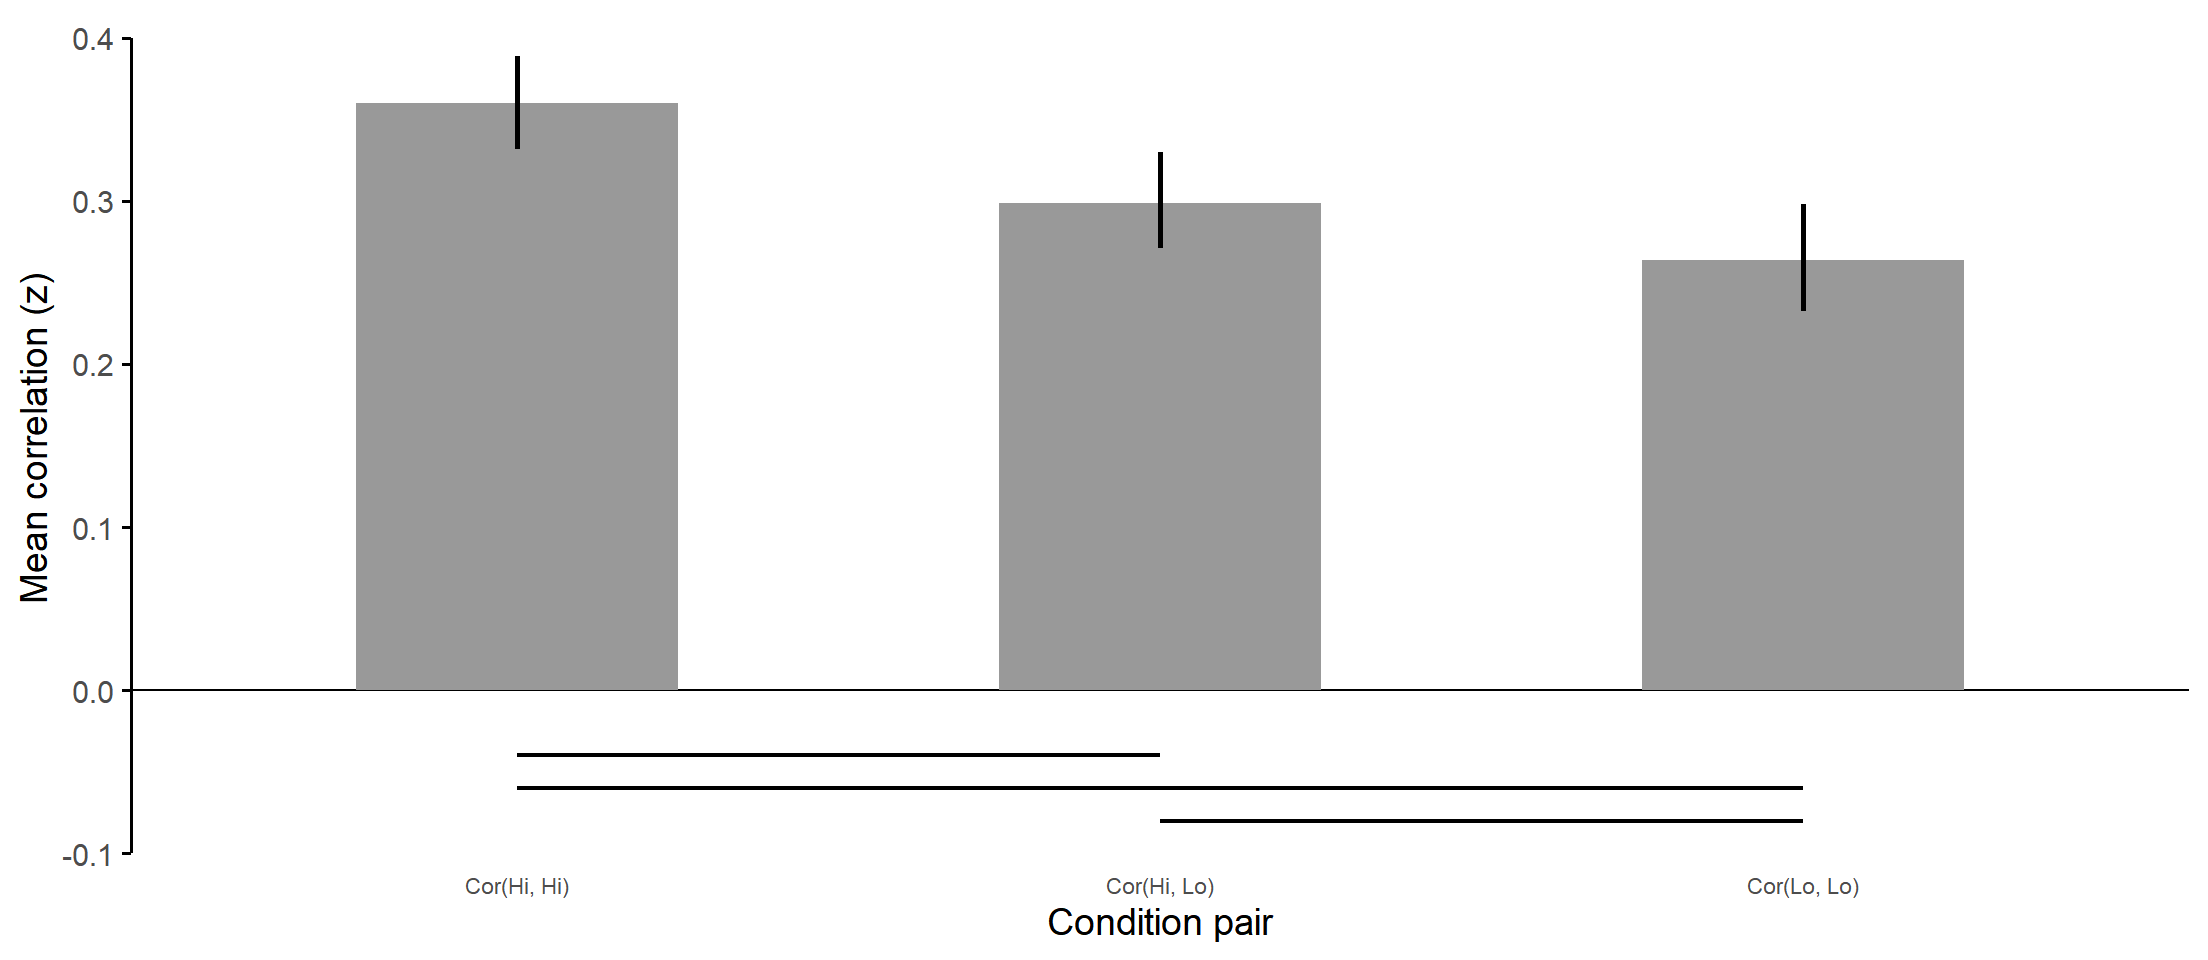 Mean correlation (z)
0.4
0.3
0.2
0.1
0.0
-0.1
Cor(Hi, Hi)
Cor(Hi, Lo)
Cor(Lo, Lo)
Condition pair